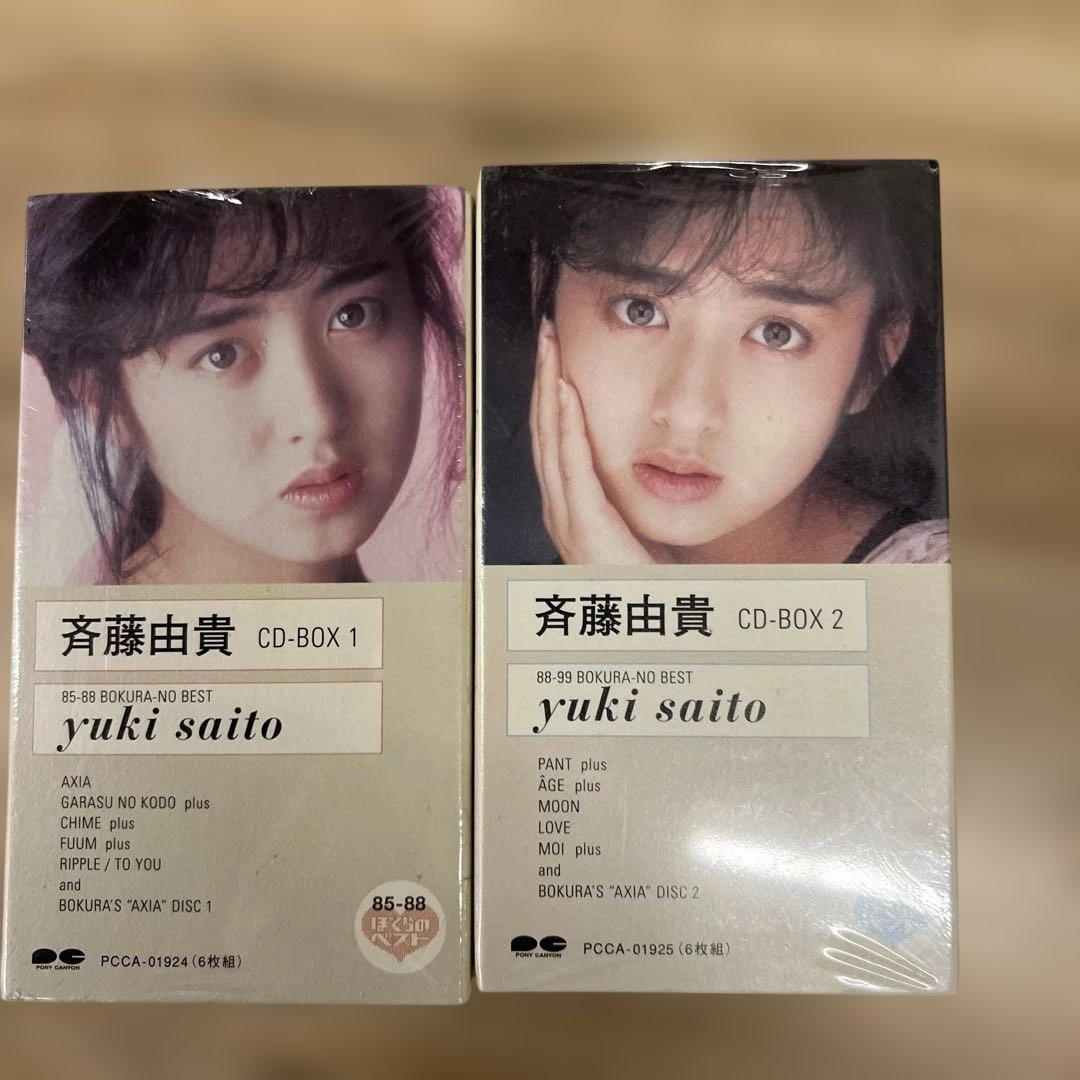 斉藤由貴 CD-BOX 1
85-88 BOKURA-NO BEST
yuki saito
AXIA
GARASU NO KODO plus
CHIME plus
FUUM plus
RIPPLE / TO YOU
and
BOKURA'S "AXIA" DISC 1
85-88
ぼくらの
ベスト
PONY CANYON
PCCA-01924(6枚組)
斉藤由貴 CD-BOX 2
88-99 BOKURA-NO BEST
yuki saito
PANT plus
ÂGE plus
MOON
LOVE
MOI plus
and
BOKURA'S "AXIA" DISC 2
PONY CANYON
PCCA-01925(6枚組)